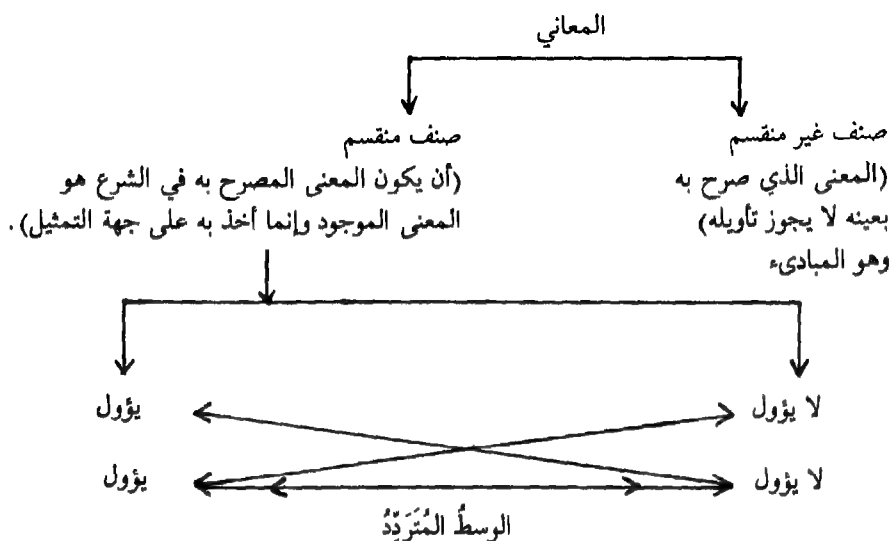 المعاني
صنف غير منقسم
(المعنى الذي صرح به
بعينه لا يجوز تأويله)
وهو المبادىء
صنف منقسم
(أن يكون المعنى المصرح به في الشرع هو
المعنى الموجود وإنما أخذ به على جهة التمثيل).
لا يؤول
يؤول
لا يؤول
يؤول
الوسطُ المُتَرَدِّدُ